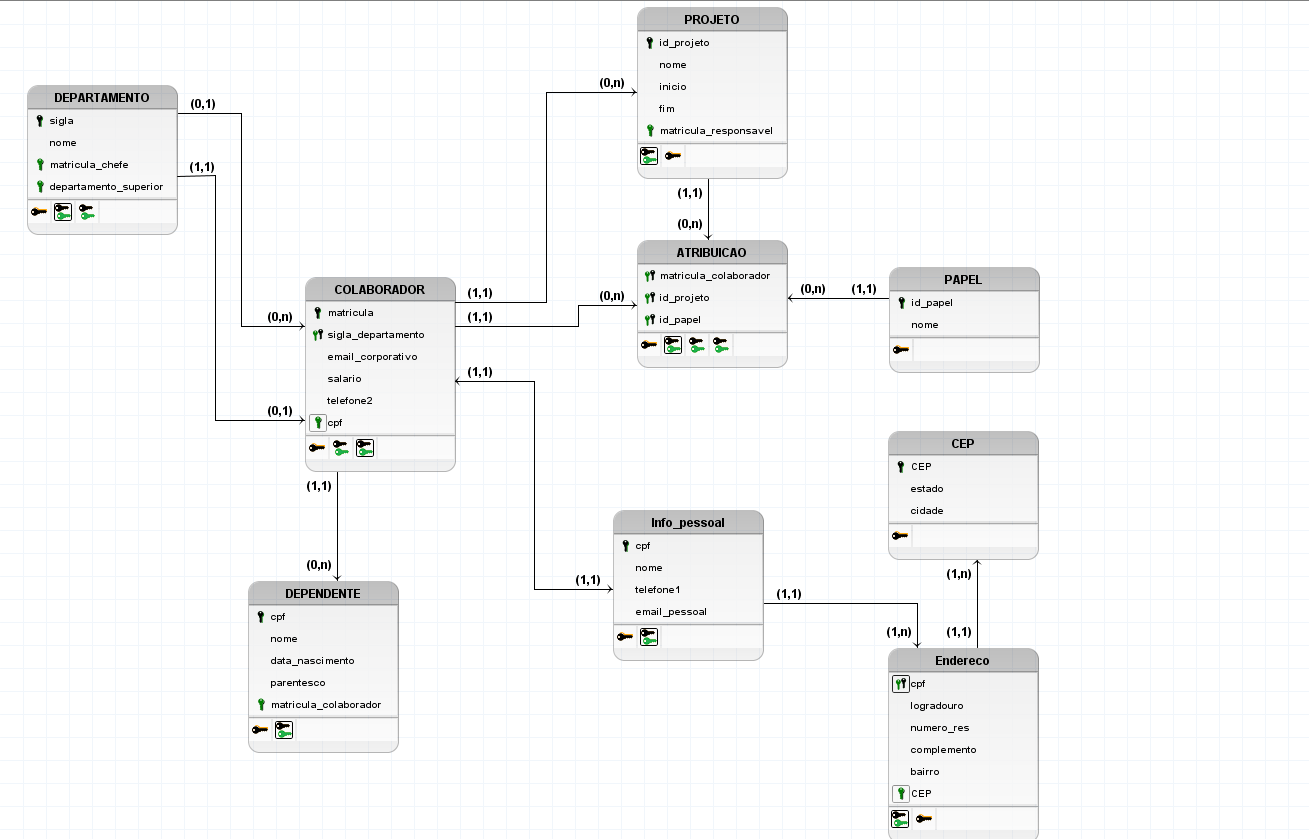 PROJETO
id_projeto
nome
inicio
fim
matricula_responsavel
(0,n)
(1,1)
(0,n)
DEPARTAMENTO
sigla
nome
matricula_chefe
departamento_superior
(0,1)
(1,1)
(0,n)
(0,1)
COLABORADOR
matricula
sigla_departamento
email_corporativo
salario
telefone2
cpf
(1,1)
(1,1)
(0,n)
(1,1)
ATRIBUICAO
matricula_colaborador
id_projeto
id_papel
(0,n)
(1,1)
PAPEL
id_papel
nome
CEP
CEP
estado
cidade
(1,n)
(1,1)
(1,1)
(0,n)
DEPENDENTE
cpf
nome
data_nascimento
parentesco
matricula_colaborador
(1,1)
Info_pessoal
cpf
nome
telefone1
email_pessoal
(1,1)
(1,n)
Endereco
cpf
logradouro
numero_res
complemento
bairro
CEP